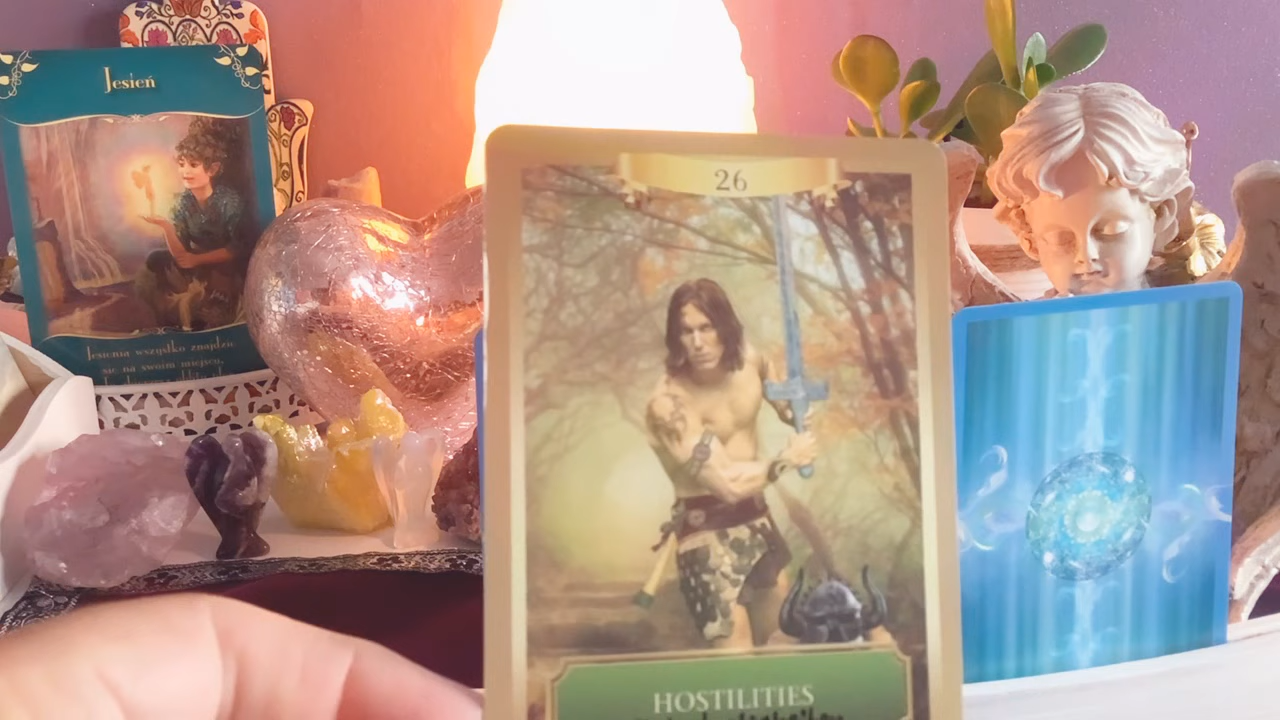 Jesień
Jesienią wszystko znajdzie
się na swoim miejscu,
26
HOSTILITIES